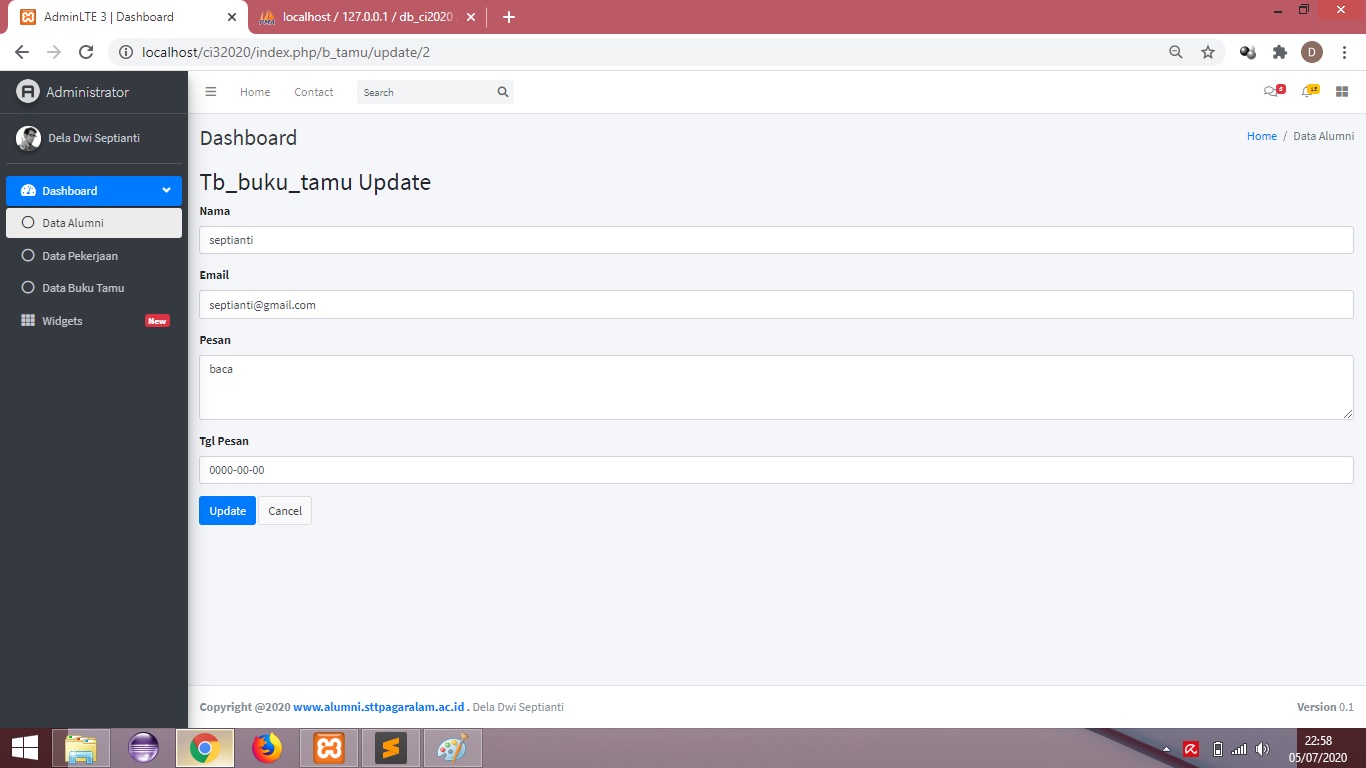 AdminLTE 3 | Dashboard
localhost / 127.0.0.1 / db_ci2020
localhost/ci32020/index.php/b_tamu/update/2
D
Administrator
Home
Contact
Search
Dela Dwi Septianti
Dashboard
Data Alumni
Data Pekerjaan
Data Buku Tamu
Widgets
New
Dashboard
Home / Data Alumni
Tb_buku_tamu Update
Nama
septianti
Email
septianti@gmail.com
Pesan
baca
Tgl Pesan
0000-00-00
Update
Cancel
Copyright @2020 www.alumni.sttpagaralam.ac.id . Dela Dwi Septianti
Version 0.1
22:58
05/07/2020